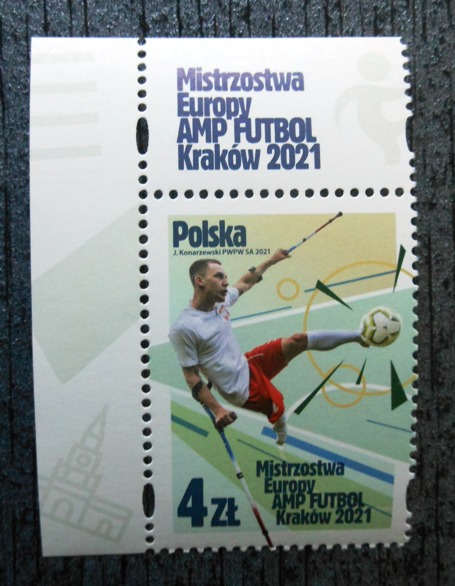 Mistrzostwa
Europy
AMP FUTBOL
Kraków 2021
Polska
J. Konarzewski PWPW SA 2021
Mistrzostwa
Europy
AMP FUTBOL
Kraków 2021
4 ZŁ